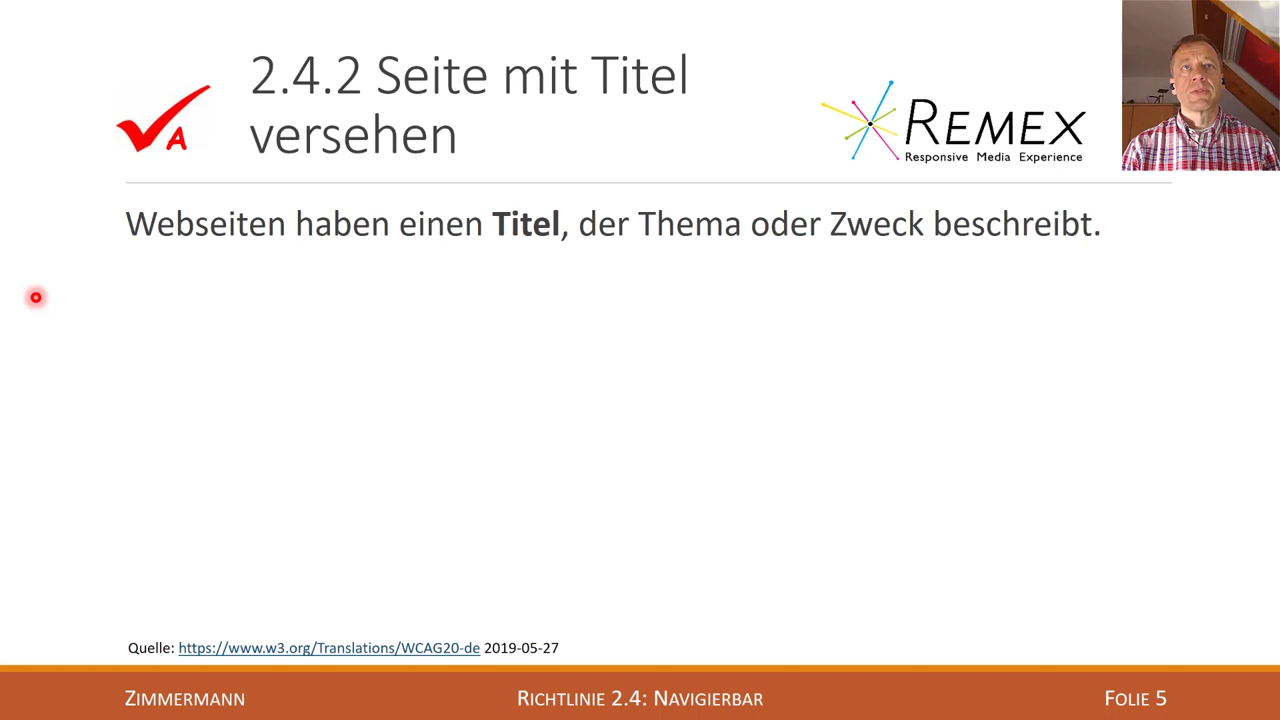 2.4.2 Seite mit Titel
versehen
A
REMEX
Responsive Media Experience
Webseiten haben einen Titel, der Thema oder Zweck beschreibt.
Quelle: https://www.w3.org/Translations/WCAG20-de 2019-05-27
ZIMMERMANN
RICHTLINIE 2.4: NAVIGIERBAR
FOLIE 5